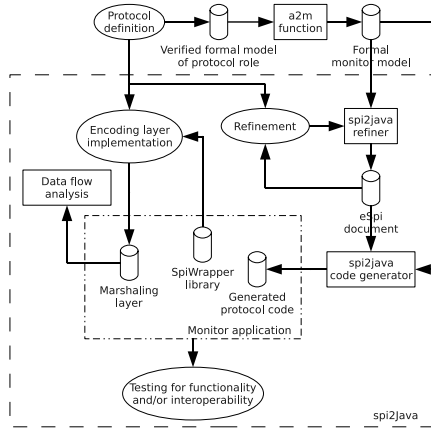 Protocol
definition
a2m
function
Verified formal model
of protocol role
Formal
monitor model
Encoding layer
implementation
Refinement
spi2java
refiner
Data flow
analysis
eSpi
document
SpiWrapper
library
Marshaling
layer
Generated
protocol code
spi2java
code generator
Monitor application
Testing for functionality
and/or interoperability
spi2Java